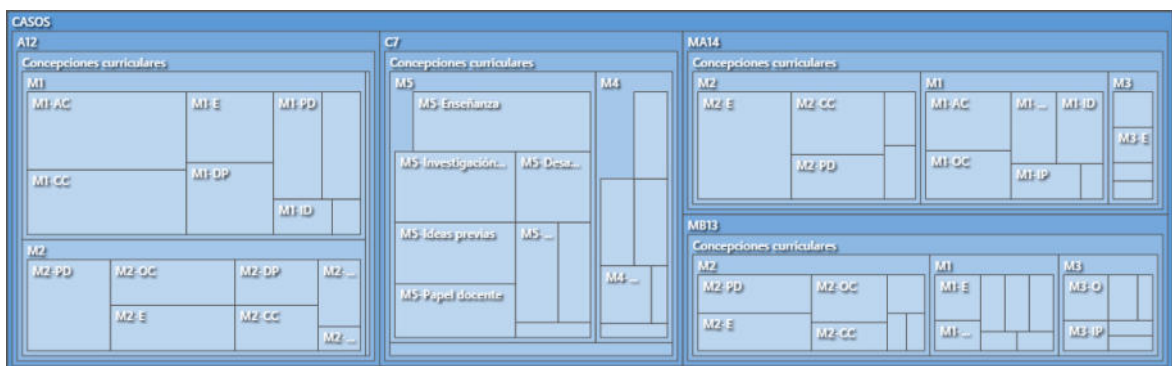 CASOS
A12
Concepciones curriculares
M1
M1-AC
M1-E
M1-PD
M1-CC
M1-DP
M1-ID
M2
M2-PD
M2-OC
M2-DP
M2-...
M2-E
M2-CC
M2-...
C7
Concepciones curriculares
M5
M5-Enseñanza
M5-Investigación...
M5-Desa...
M5-Ideas previas
M5-...
M5-Papel docente
M4
M4-...
MA14
Concepciones curriculares
M2
M2-E
M2-CC
M2-PD
M1
M1-AC
M1-...
M1-ID
M1-OC
M1-IP
M3
M3-E
MB13
Concepciones curriculares
M2
M2-PD
M2-OC
M2-E
M2-CC
M1
M1-E
M1-...
M3
M3-O
M3-IP